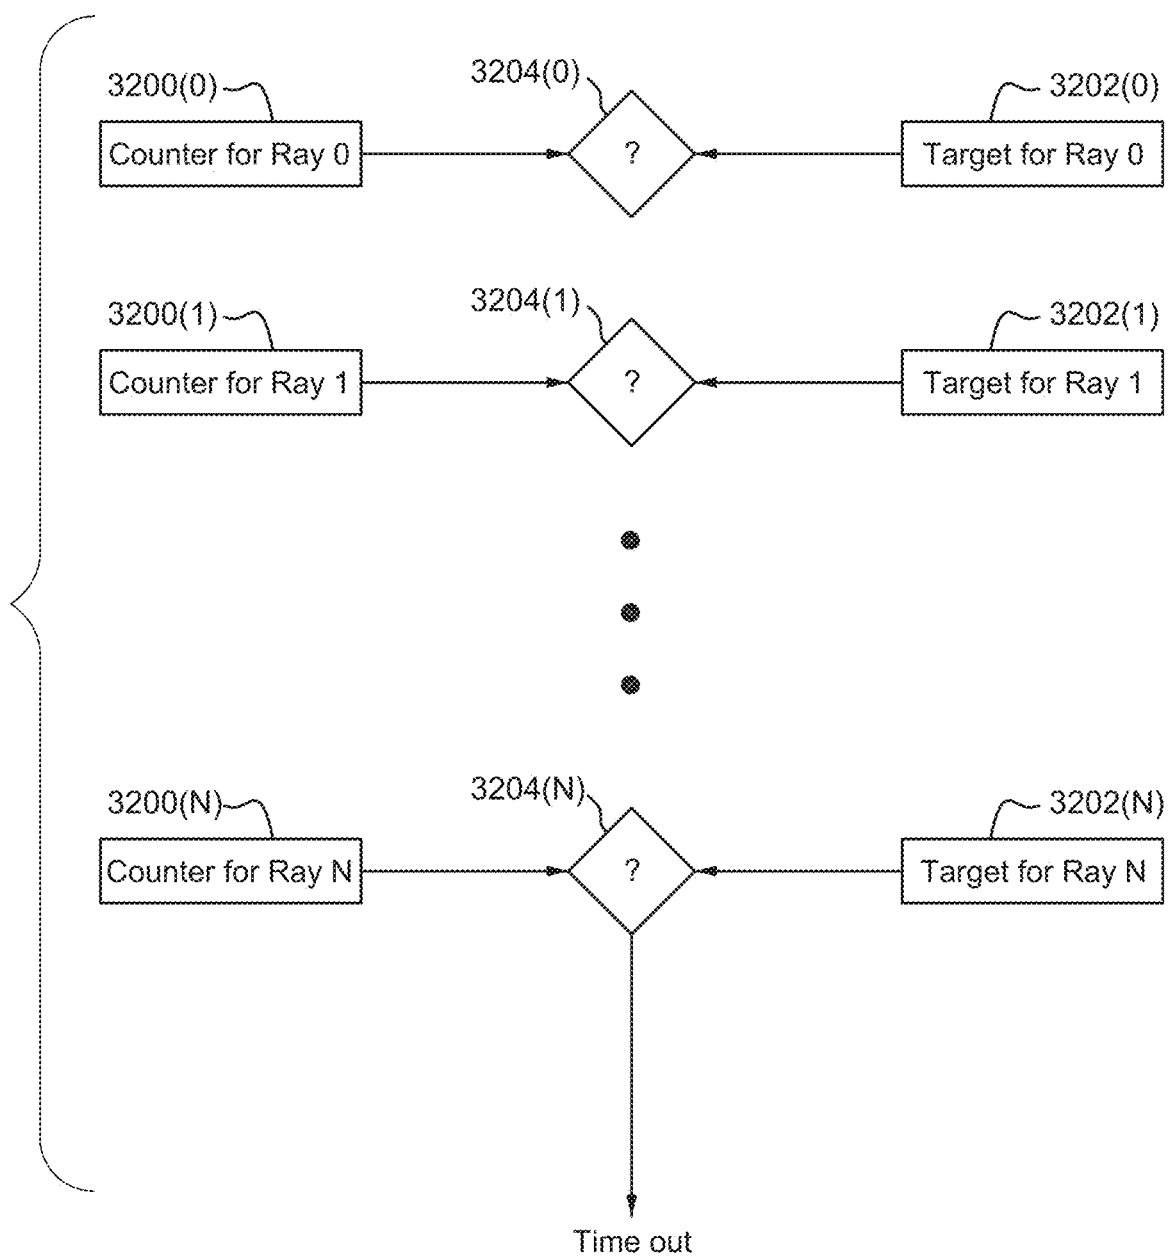 3200(0)
3204(0)
3202(0)
Counter for Ray 0
?
Target for Ray 0
3200(1)
3204(1)
3202(1)
Counter for Ray 1
?
Target for Ray 1
3200(N)
3204(N)
3202(N)
Counter for Ray N
?
Target for Ray N
Time out